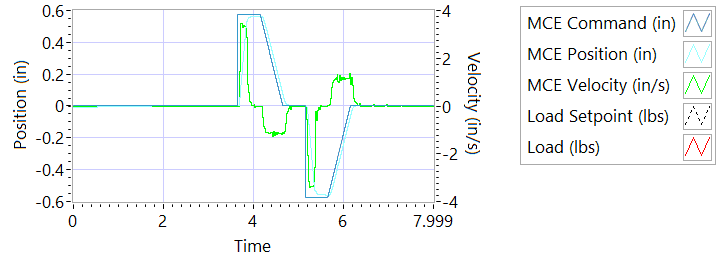 0.6
0.4
0.2
0
-0.2
-0.4
-0.6
Position (in)
4
2
0
-2
-4
Velocity (in/s)
0
2
4
6
7.999
Time
MCE Command (in)
MCE Position (in)
MCE Velocity (in/s)
Load Setpoint (lbs)
Load (lbs)